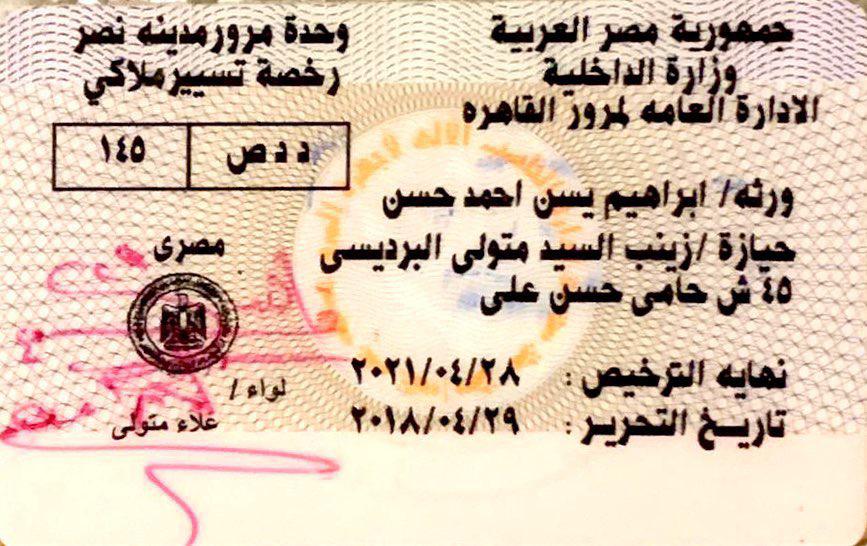 جمهورية مصر العربية
وزارة الداخلية
الادارة العامه لمرور القاهره
وحدة مرورمدينه نصر
رخصة تسييرملاكي
د د ص ١٤٥
ورثه/ ابراهيم يسن احمد حسن
حيازة /زينب السيد متولى البرديسى
مصرى
٤٥ ش حامى حسن على
نهايه الترخيص : ٢٠٢١/٠٤/٢٨
تاريخ التحرير : ٢٠١٨/٠٤/٢٩
لواء /
علاء متولى